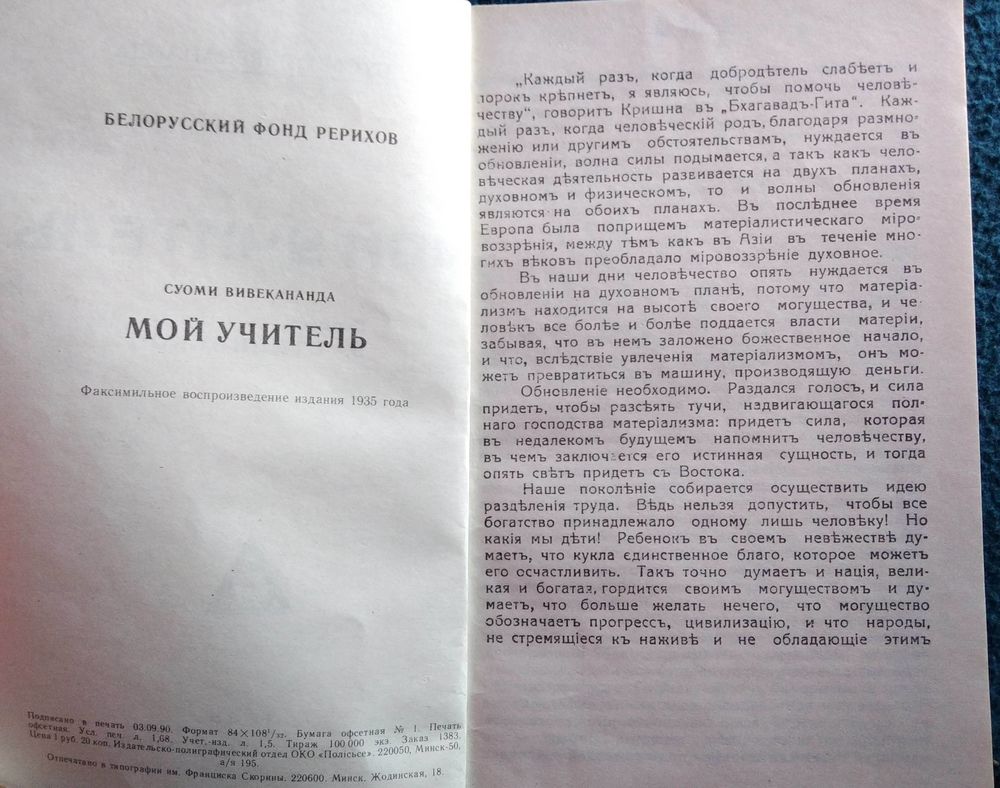 БЕЛОРУССКИЙ ФОНД РЕРИХОВ
СУОМИ ВИВЕКАНАНДА
МОЙ УЧИТЕЛЬ
Факсимильное воспроизведение издания 1935 года
Подписано в печать 03.09.90. Формат 84×108¹/₃₂. Бумага офсетная № 1. Печать
офсетная. Усл. печ. л. 1,68. Учет.-изд. л. 1,5. Тираж 100 000 экз. Заказ 1383.
Цена 1 руб. 20 коп. Издательско-полиграфический отдел ОКО «Полісьье». 220050, Минск-50,
а/я 195.
Отпечатано в типографии им. Франциска Скорины. 220600. Минск. Жодинская, 18.
„Каждый разъ, когда добродѣтель слабѣетъ и
порокъ крѣпнетъ, я являюсь, чтобы помочь человѣ-
честву“, говоритъ Кришна въ „Бхагавадъ-Гита“. Каж-
дый разъ, когда человѣческій родъ, благодаря размно-
женію или другимъ обстоятельствамъ, нуждается въ
обновленіи, волна силы подымается, а такъ какъ чело-
вѣческая дѣятельность развивается на двухъ планахъ,
духовномъ и физическомъ, то и волны обновленія
являются на обоихъ планахъ. Въ послѣднее время
Европа была поприщемъ матеріалистическаго міро-
воззрѣнія, между тѣмъ какъ въ Азіи въ теченіе мно-
гихъ вѣковъ преобладало міровоззрѣніе духовное.
Въ наши дни человѣчество опять нуждается въ
обновленіи на духовномъ планѣ, потому что матеріа-
лизмъ находится на высотѣ своего могущества, и че-
ловѣкъ все болѣе и болѣе поддается власти матеріи,
забывая, что въ немъ заложено божественное начало,
и что, вслѣдствіе увлеченія матеріализмомъ, онъ мо-
жетъ превратиться въ машину, производящую деньги.
Обновленіе необходимо. Раздался голосъ, и сила
придетъ, чтобы разсѣять тучи, надвигающагося пол-
наго господства матеріализма: придетъ сила, которая
въ недалекомъ будущемъ напомнитъ человѣчеству,
въ чемъ заключается его истинная сущность, и тогда
опять свѣтъ придетъ съ Востока.
Наше поколѣніе собирается осуществить идею
раздѣленія труда. Вѣдь нельзя допустить, чтобы все
богатство принадлежало одному лишь человѣку! Но
какія мы дѣти! Ребенокъ въ своемъ невѣжествѣ ду-
маетъ, что кукла единственное благо, которое можетъ
его осчастливить. Такъ точно думаетъ и нація, вели-
кая и богатая, гордится своимъ могуществомъ и ду-
маетъ, что больше желать нечего, что могущество
обозначаетъ прогрессъ, цивилизацію, и что народы,
не стремящіеся къ наживѣ и не обладающіе этимъ